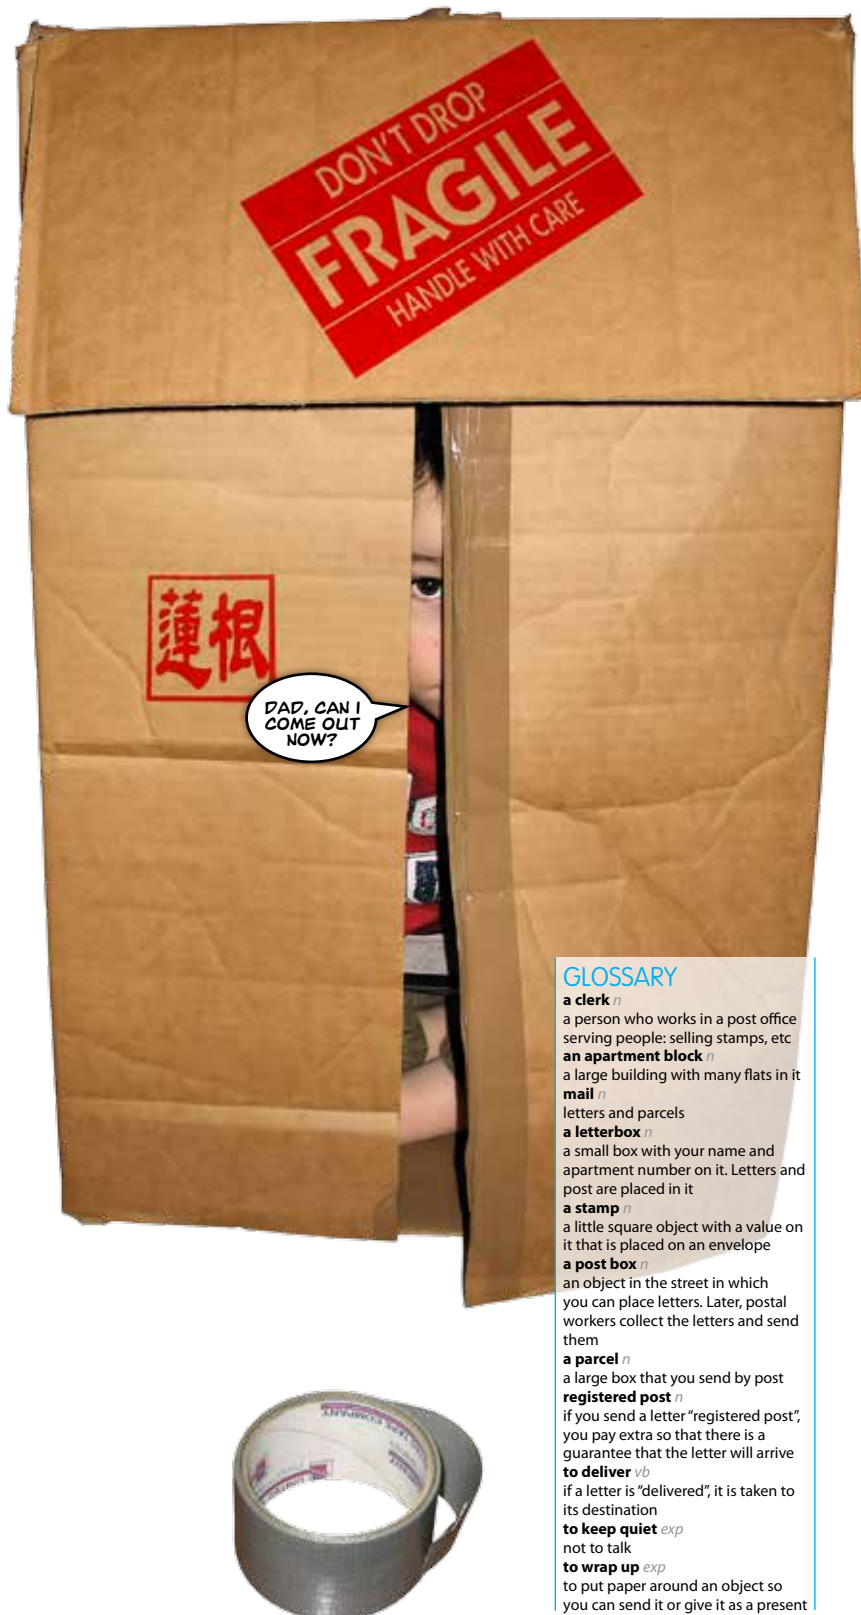 DON'T DROP
FRAGILE
HANDLE WITH CARE
蓮根
DAD, CAN I
COME OUT
NOW?
GLOSSARY
a clerk n
a person who works in a post office
serving people: selling stamps, etc
an apartment block n
a large building with many flats in it
mail n
letters and parcels
a letterbox n
a small box with your name and
apartment number on it. Letters and
post are placed in it
a stamp n
a little square object with a value on
it that is placed on an envelope
a post box n
an object in the street in which
you can place letters. Later, postal
workers collect the letters and send
them
a parcel n
a large box that you send by post
registered post n
if you send a letter “registered post”,
you pay extra so that there is a
guarantee that the letter will arrive
to deliver vb
if a letter is “delivered”, it is taken to
its destination
to keep quiet exp
not to talk
to wrap up exp
to put paper around an object so
you can send it or give it as a present
TAPE COMPANY